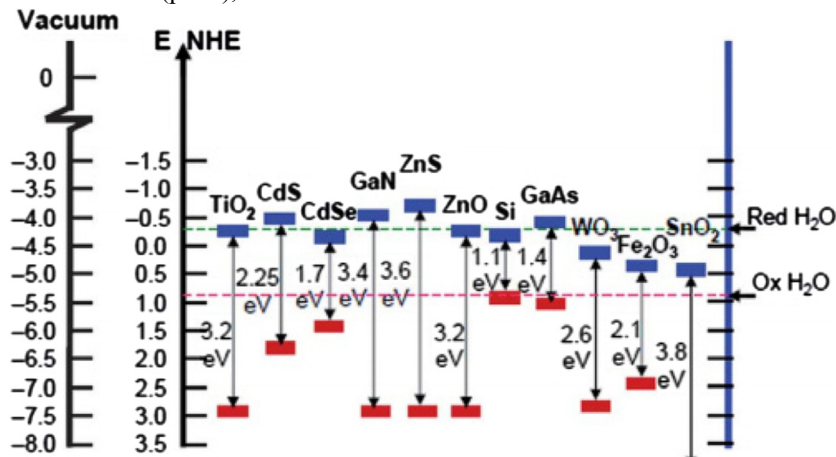 Vacuum
E NHE
0
-3.0 -1.5
-3.5 -1.0
-4.0 -0.5
-4.5 0.0
-5.0 0.5
-5.5 1.0
-6.0 1.5
-6.5 2.0
-7.0 2.5
-7.5 3.0
-8.0 3.5
TiO₂
CdS
CdSe
GaN
ZnS
ZnO
Si
GaAs
WO₃
Fe₂O₃
SnO₂
Red H₂O
Ox H₂O
3.2 eV
2.25 eV
1.7 eV
3.4 eV
3.6 eV
3.2 eV
1.1 eV
1.4 eV
2.6 eV
2.1 eV
3.8 eV